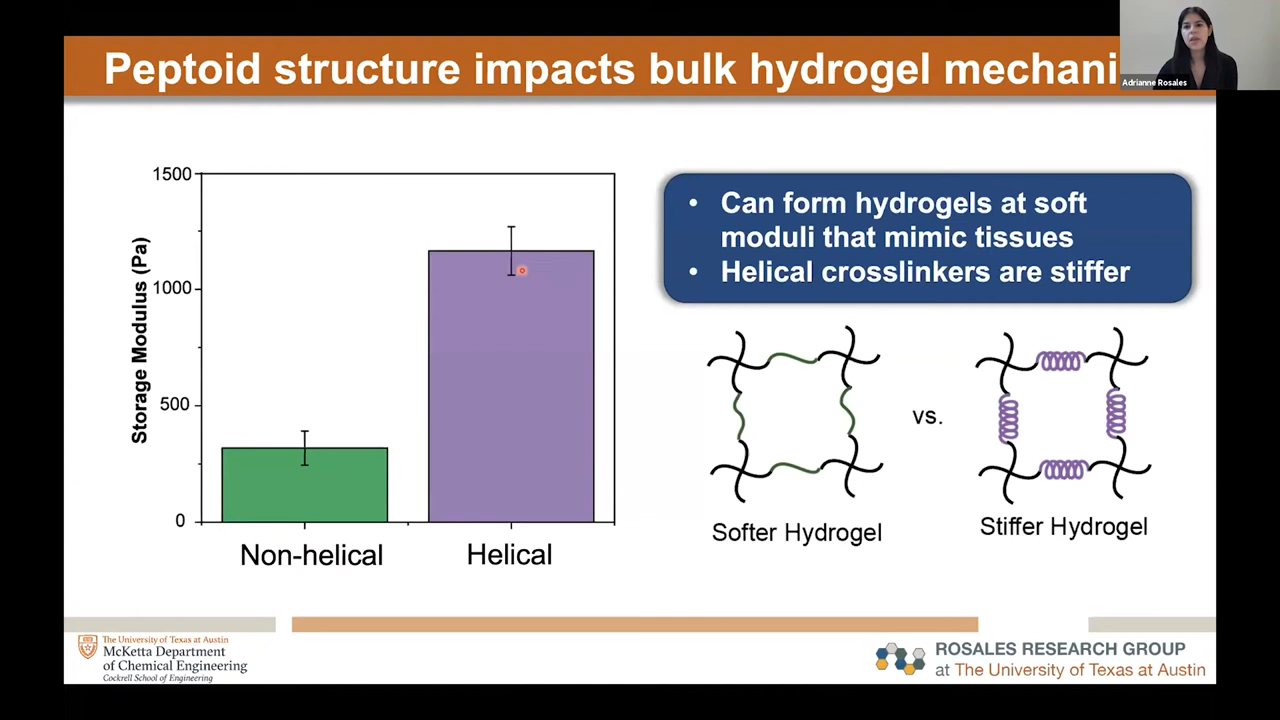 Peptoid structure impacts bulk hydrogel mechani
Adrianne Rosales
1500
1000
500
0
Storage Modulus (Pa)
Non-helical
Helical
• Can form hydrogels at soft
moduli that mimic tissues
• Helical crosslinkers are stiffer
vs.
Softer Hydrogel
Stiffer Hydrogel
The University of Texas at Austin
McKetta Department
of Chemical Engineering
Cockrell School of Engineering
ROSALES RESEARCH GROUP
at The University of Texas at Austin